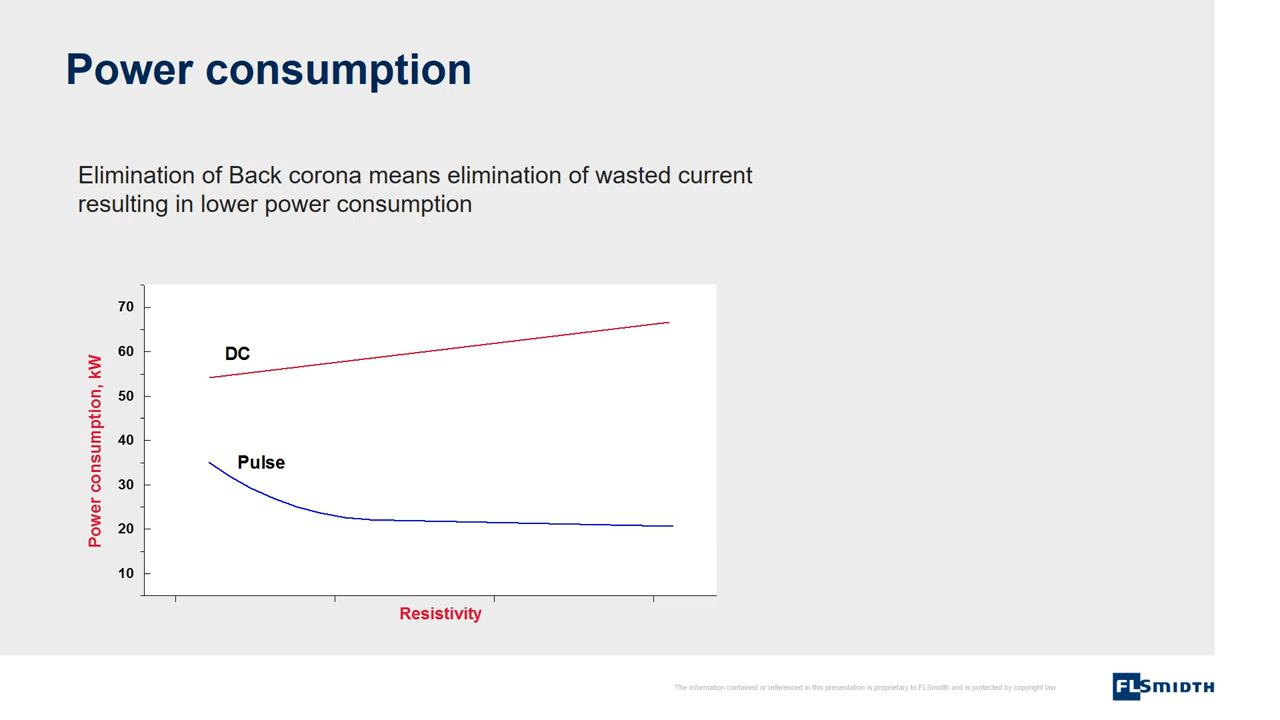 Power consumption
Elimination of Back corona means elimination of wasted current
resulting in lower power consumption
70
60
50
40
30
20
10
Power consumption, kW
DC
Pulse
Resistivity
The information contained or referenced in this presentation is proprietary to FLSmidth and is protected by copyright law
FLSMIDTH